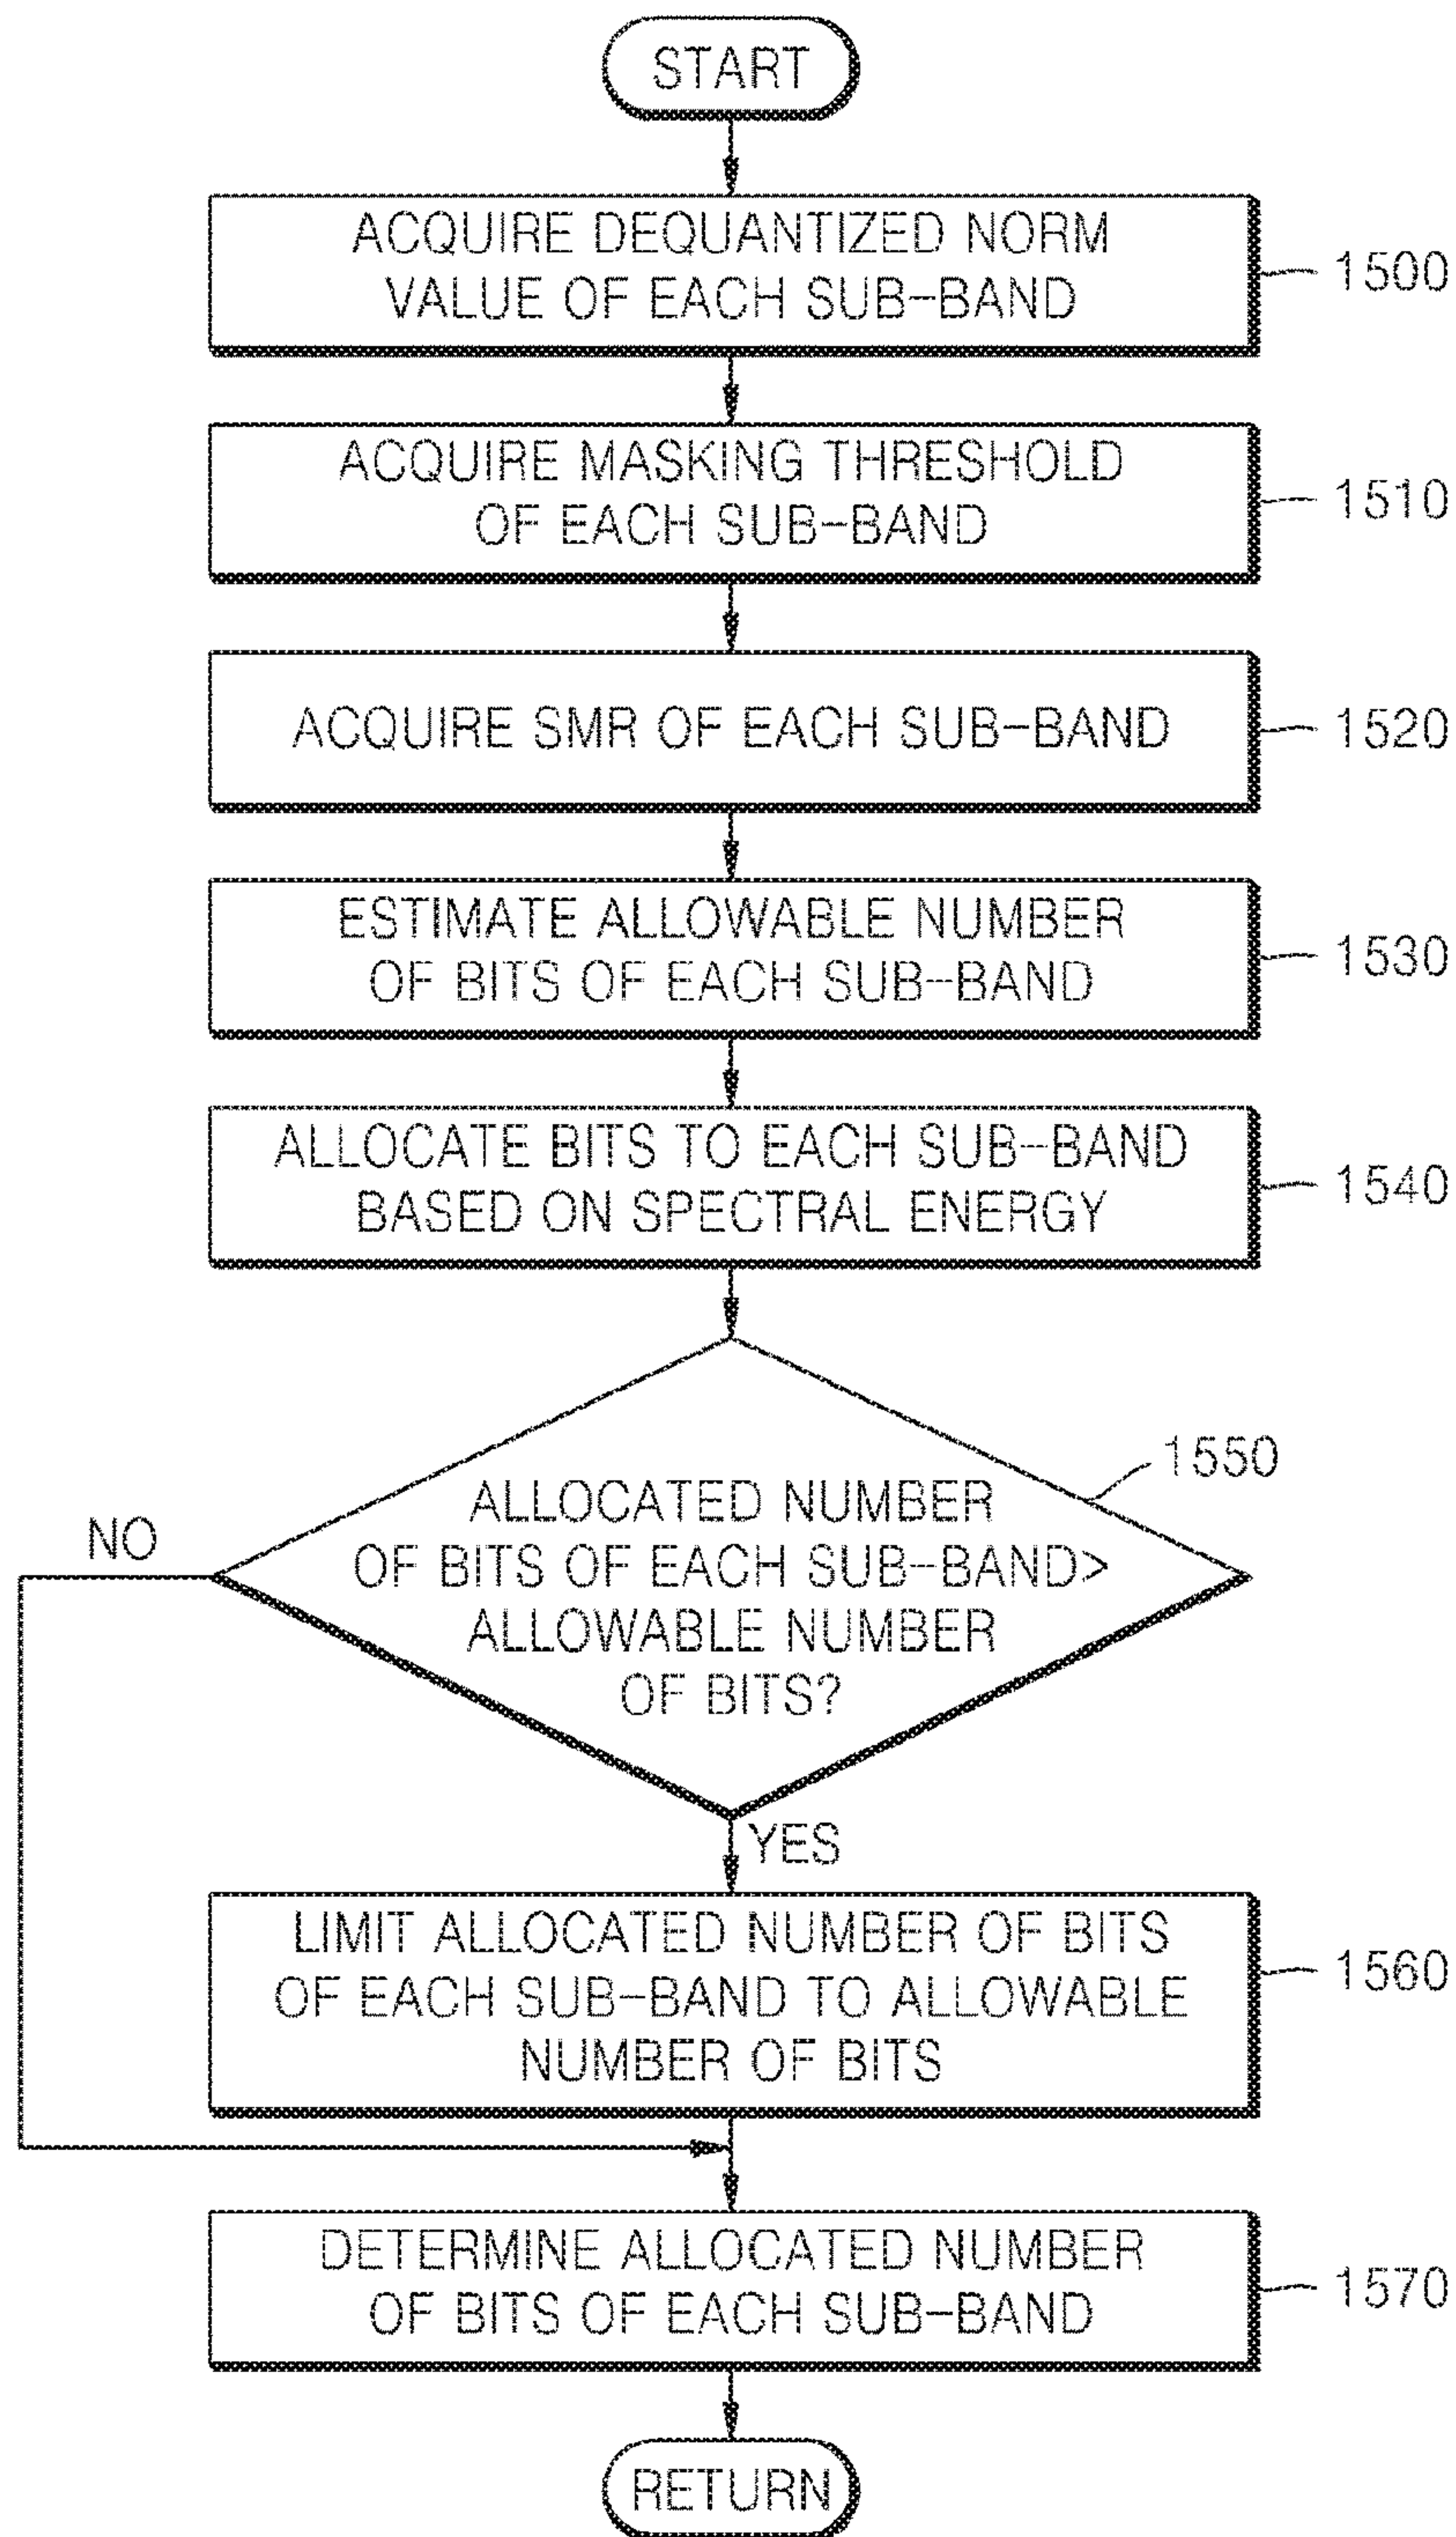 START
ACQUIRE DEQUANTIZED NORM
VALUE OF EACH SUB-BAND
1500
ACQUIRE MASKING THRESHOLD
OF EACH SUB-BAND
1510
ACQUIRE SMR OF EACH SUB-BAND
1520
ESTIMATE ALLOWABLE NUMBER
OF BITS OF EACH SUB-BAND
1530
ALLOCATE BITS TO EACH SUB-BAND
BASED ON SPECTRAL ENERGY
1540
1550
ALLOCATED NUMBER
OF BITS OF EACH SUB-BAND>
ALLOWABLE NUMBER
OF BITS?
NO
YES
LIMIT ALLOCATED NUMBER OF BITS
OF EACH SUB-BAND TO ALLOWABLE
NUMBER OF BITS
1560
DETERMINE ALLOCATED NUMBER
OF BITS OF EACH SUB-BAND
1570
RETURN